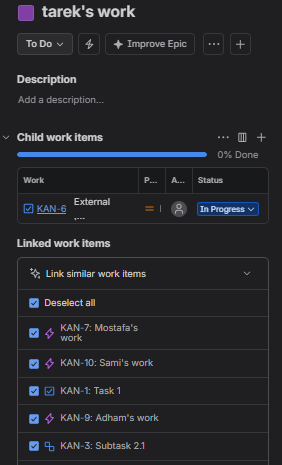 tarek's work
To Do
Improve Epic
Description
Add a description...
Child work items
0% Done
Work P... A... Status
KAN-6 External ,... In Progress
Linked work items
Link similar work items
Deselect all
KAN-7: Mostafa's
work
KAN-10: Sami's work
KAN-1: Task 1
KAN-9: Adham's work
KAN-3: Subtask 2.1